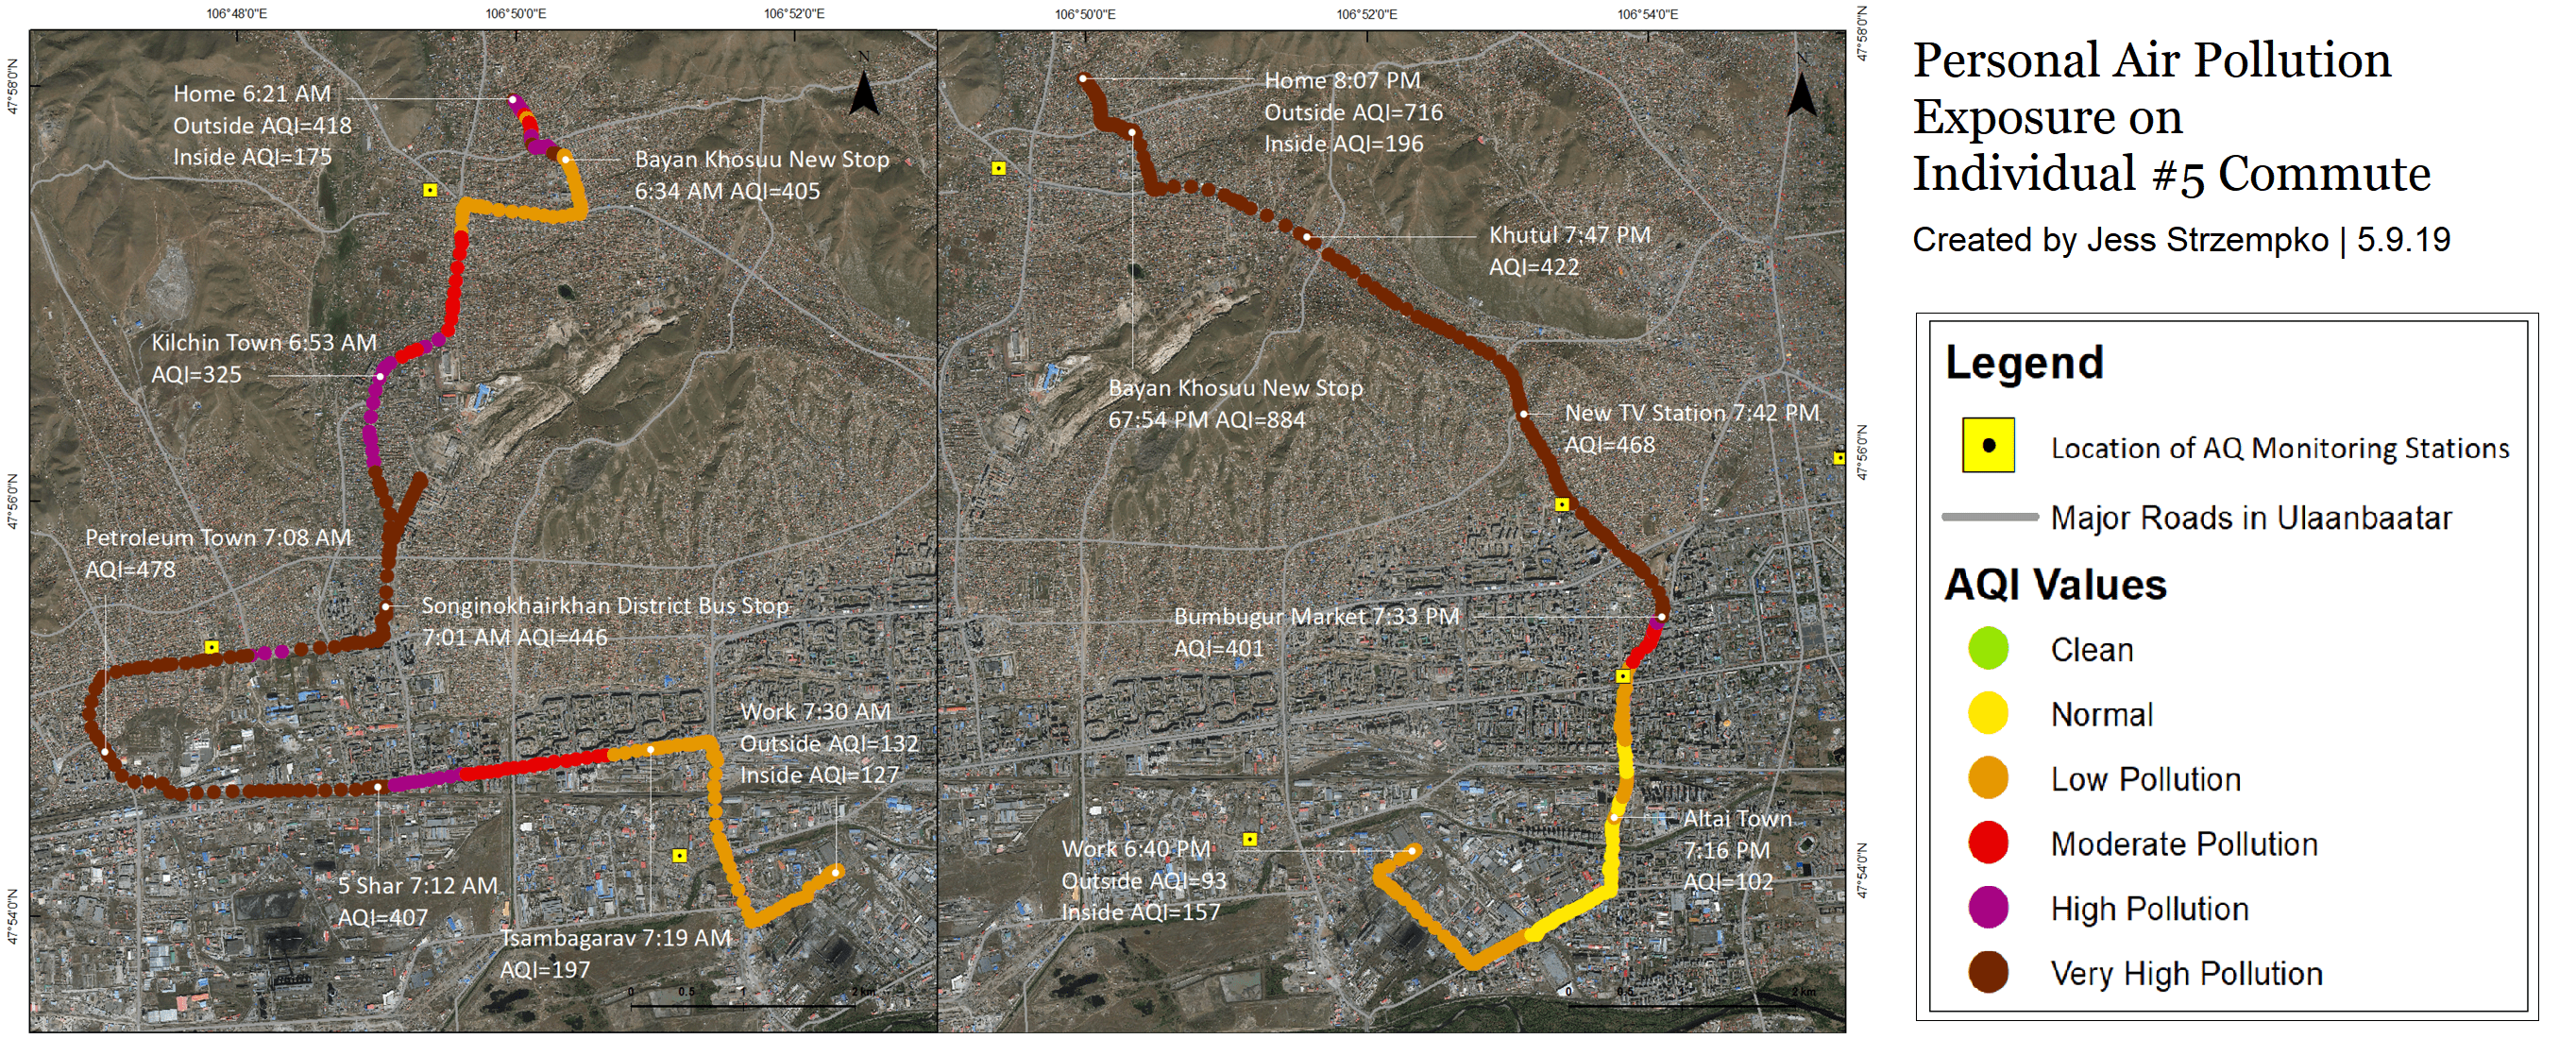 106°48'0"E
106°50'0"E
106°52'0"E
106°50'0"E
106°52'0"E
106°54'0"E
47°58'0"N
47°56'0"N
47°54'0"N
47°58'0"N
47°56'0"N
47°54'0"N
N
Home 6:21 AM
Outside AQI=418
Inside AQI=175
Bayan Khosuu New Stop
6:34 AM AQI=405
Kilchin Town 6:53 AM
AQI=325
Petroleum Town 7:08 AM
AQI=478
Songinokhairkhan District Bus Stop
7:01 AM AQI=446
Work 7:30 AM
Outside AQI=132
Inside AQI=127
5 Shar 7:12 AM
AQI=407
Tsambagarav 7:19 AM
AQI=197
0 0.5 1 2 km
N
Home 8:07 PM
Outside AQI=716
Inside AQI=196
Khutul 7:47 PM
AQI=422
Bayan Khosuu New Stop
67:54 PM AQI=884
New TV Station 7:42 PM
AQI=468
Bumbugur Market 7:33 PM
AQI=401
Altai Town
7:16 PM
AQI=102
Work 6:40 PM
Outside AQI=93
Inside AQI=157
0 0.5 1 2 km
Personal Air Pollution
Exposure on
Individual #5 Commute
Created by Jess Strzempko | 5.9.19
Legend
Location of AQ Monitoring Stations
Major Roads in Ulaanbaatar
AQI Values
Clean
Normal
Low Pollution
Moderate Pollution
High Pollution
Very High Pollution